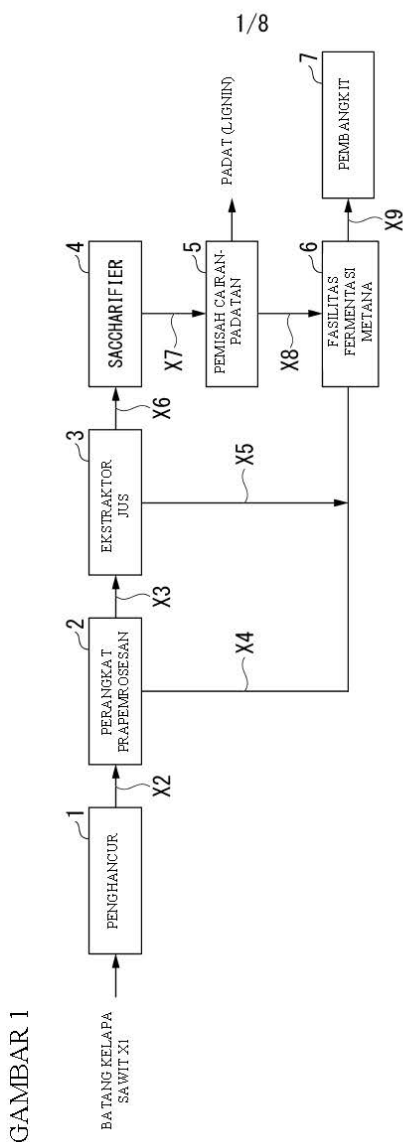 1/8
GAMBAR 1
BATANG KELAPA
SAWIT X1
1
PENGHANCUR
X2
2
PERANGKAT
PRAPEMROSESAN
X3
X4
3
EKSTRAKTOR
JUS
X5
X6
4
SACCHARIFIER
X7
5
PEMISAH CAIRAN-
PADATAN
PADAT (LIGNIN)
X8
6
FASILITAS
FERMENTASI
METANA
X9
7
PEMBANGKIT